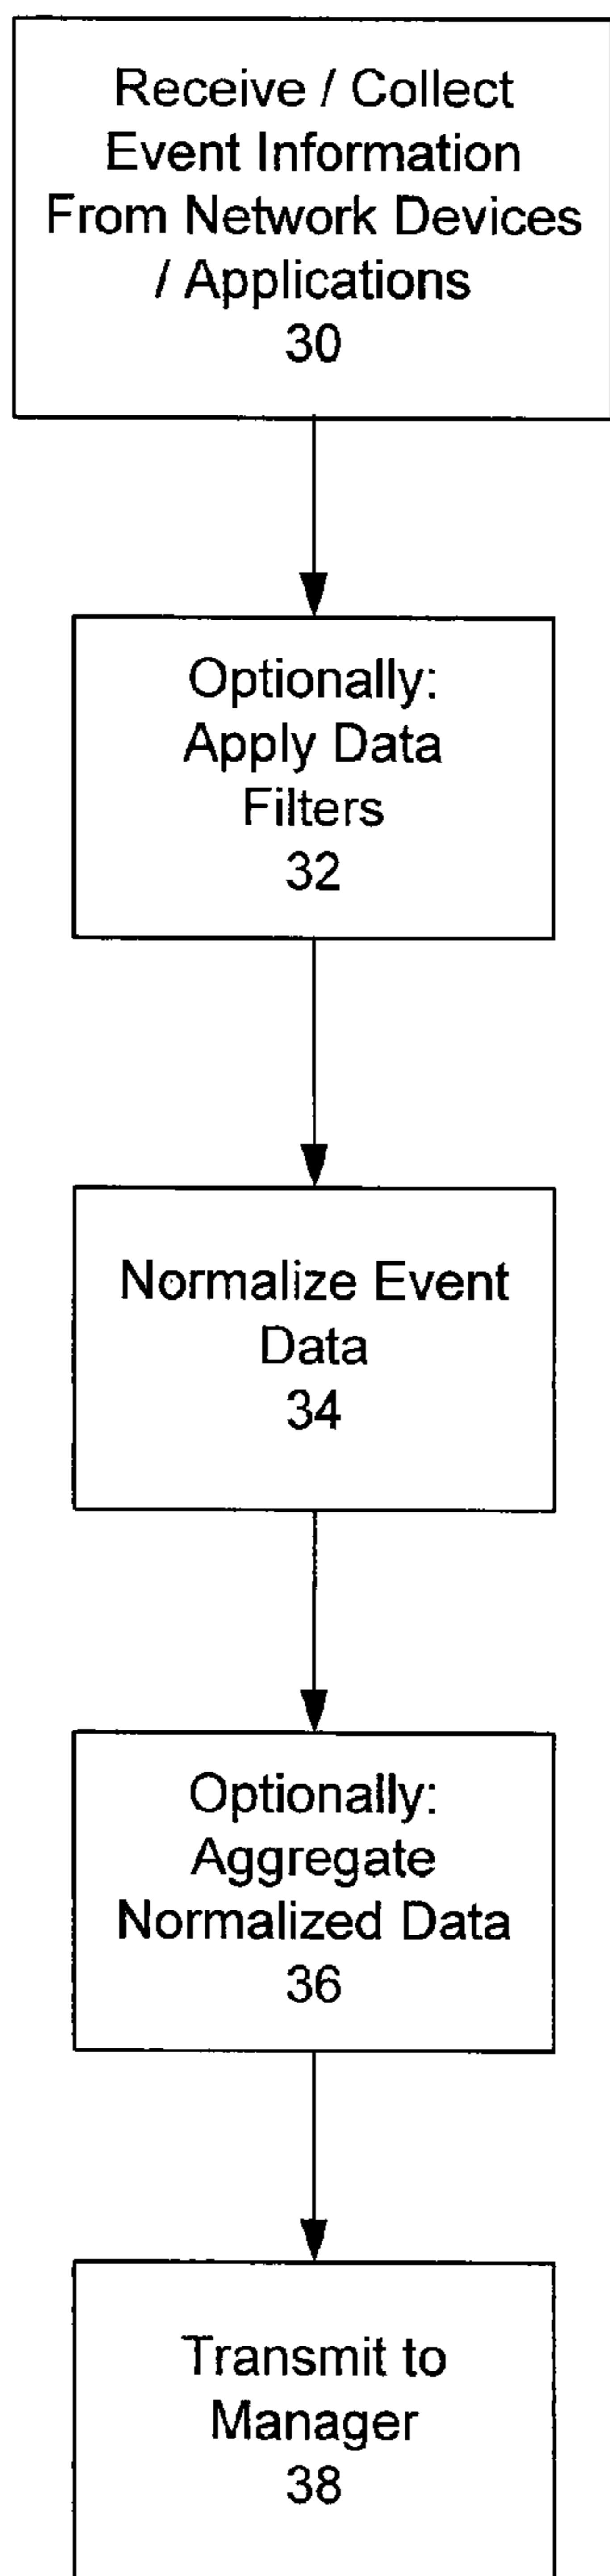 Receive / Collect
Event Information
From Network Devices
/ Applications
30
Optionally:
Apply Data
Filters
32
Normalize Event
Data
34
Optionally:
Aggregate
Normalized Data
36
Transmit to
Manager
38